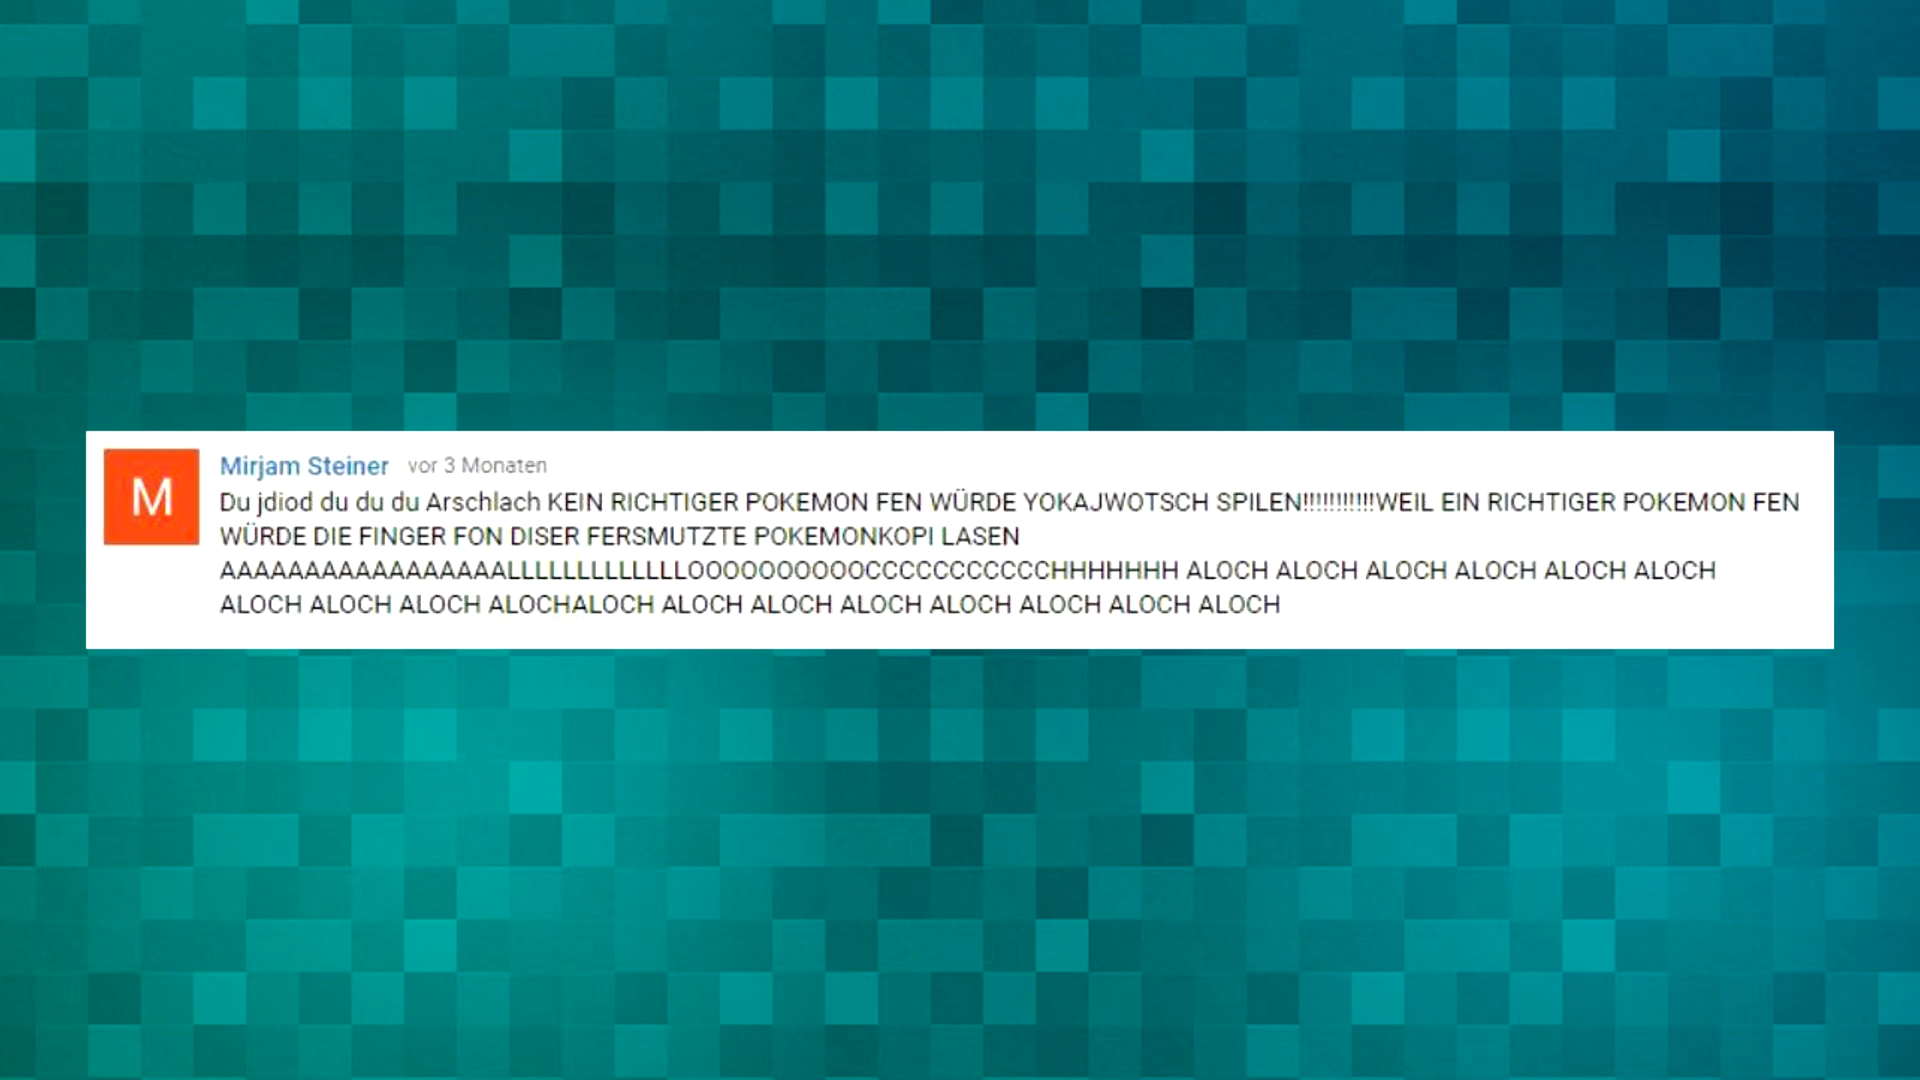 M
Mirjam Steiner vor 3 Monaten
Du jdiod du du du Arschlach KEIN RICHTIGER POKEMON FEN WÜRDE YOKAJWOTSCH SPILEN!!!!!!!!!!!WEIL EIN RICHTIGER POKEMON FEN
WÜRDE DIE FINGER FON DISER FERSMUTZTE POKEMONKOPI LASEN
AAAAAAAAAAAAAAAAALLLLLLLLLLLLLOOOOOOOOOOCCCCCCCCCCCHHHHHHH ALOCH ALOCH ALOCH ALOCH ALOCH ALOCH
ALOCH ALOCH ALOCH ALOCHALOCH ALOCH ALOCH ALOCH ALOCH ALOCH ALOCH ALOCH